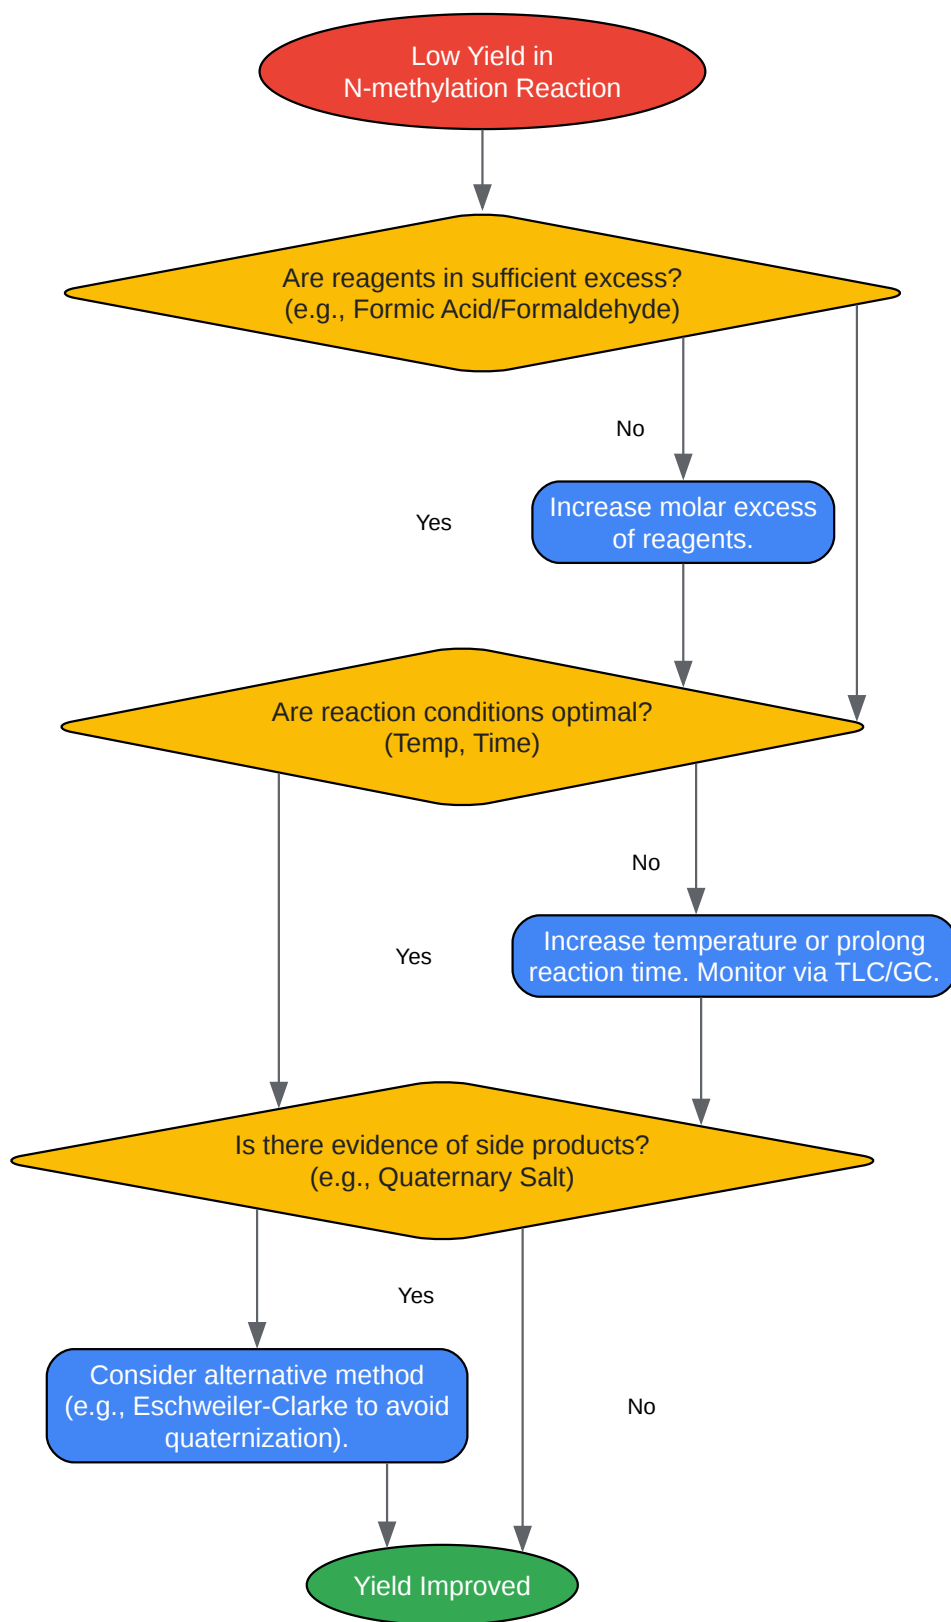 Low Yield in
N-methylation Reaction
Are reagents in sufficient excess?
(e.g., Formic Acid/Formaldehyde)
No
Increase molar excess
of reagents.
Yes
Are reaction conditions optimal?
(Temp, Time)
No
Increase temperature or prolong
reaction time. Monitor via TLC/GC.
Yes
Is there evidence of side products?
(e.g., Quaternary Salt)
Yes
Consider alternative method
(e.g., Eschweiler-Clarke to avoid
quaternization).
No
Yield Improved